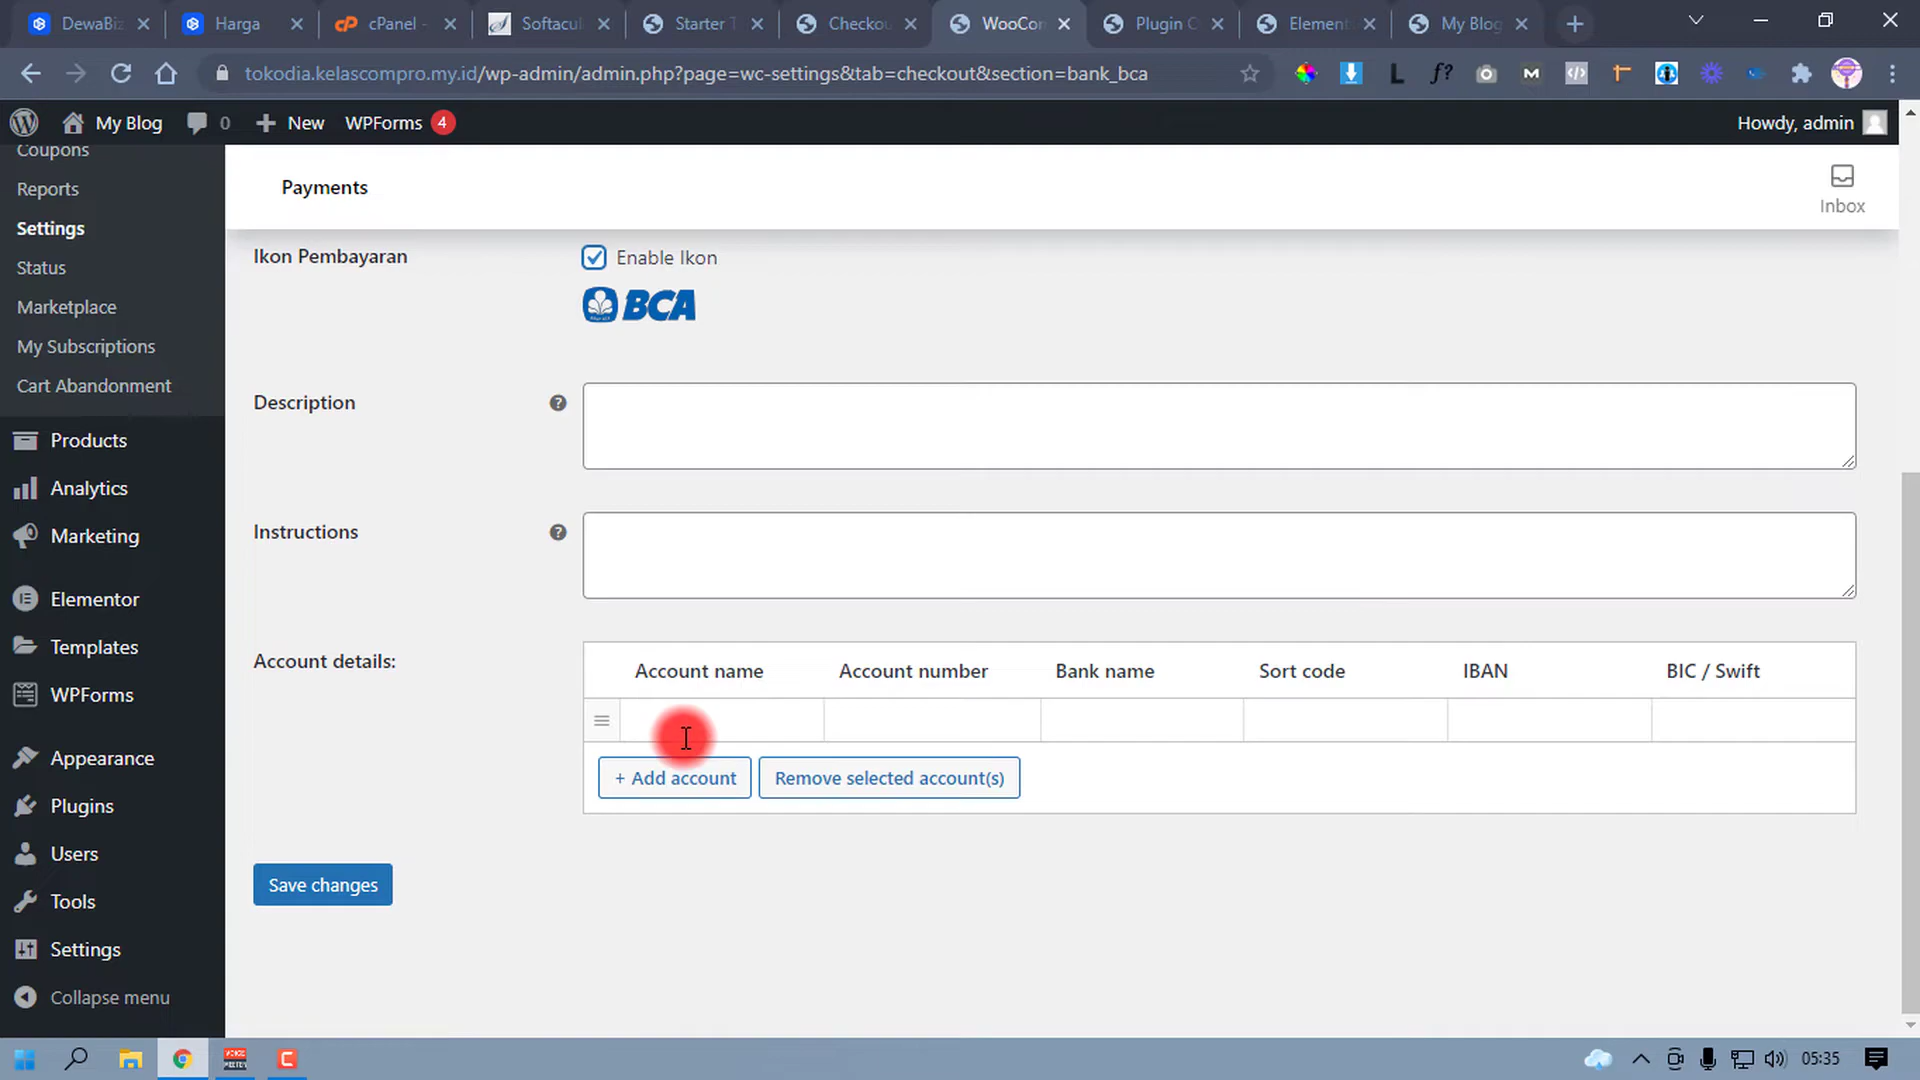 DewaBiz
Harga
cPanel -
Softacul
Starter T
Checkou
WooCom
Plugin C
Element
My Blog
tokodia.kelascompro.my.id/wp-admin/admin.php?page=wc-settings&tab=checkout&section=bank_bca
My Blog
0
New
WPForms
4
Howdy, admin
Coupons
Reports
Settings
Status
Marketplace
My Subscriptions
Cart Abandonment
Products
Analytics
Marketing
Elementor
Templates
WPForms
Appearance
Plugins
Users
Tools
Settings
Collapse menu
Payments
Inbox
Ikon Pembayaran
Enable Ikon
BCA
Description
Instructions
Account details:
Account name
Account number
Bank name
Sort code
IBAN
BIC / Swift
+ Add account
Remove selected account(s)
Save changes
05:35